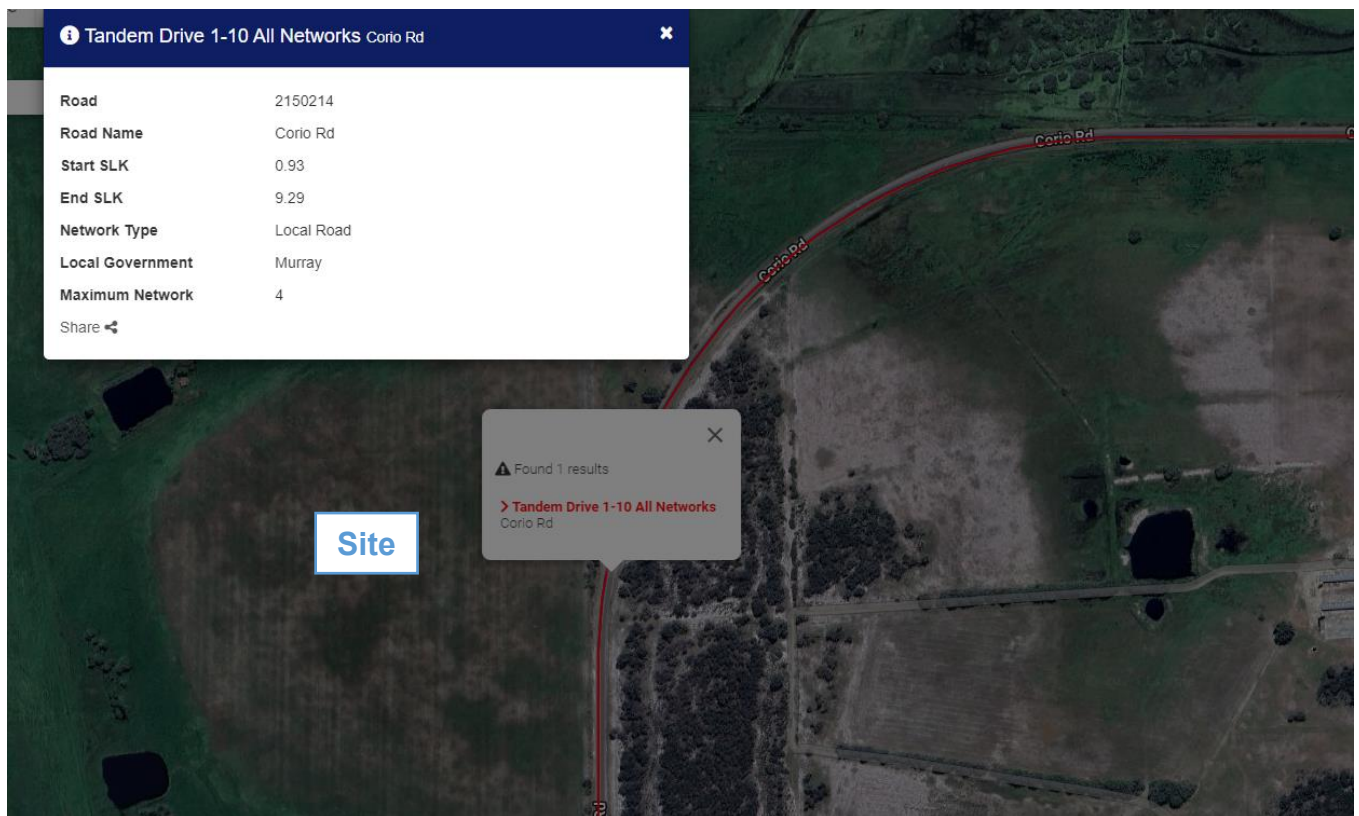 Tandem Drive 1-10 All Networks Corio Rd
Road 2150214
Road Name Corio Rd
Start SLK 0.93
End SLK 9.29
Network Type Local Road
Local Government Murray
Maximum Network 4
Share
Corio Rd
Corio Rd
Found 1 results
Tandem Drive 1-10 All Networks
Corio Rd
Site